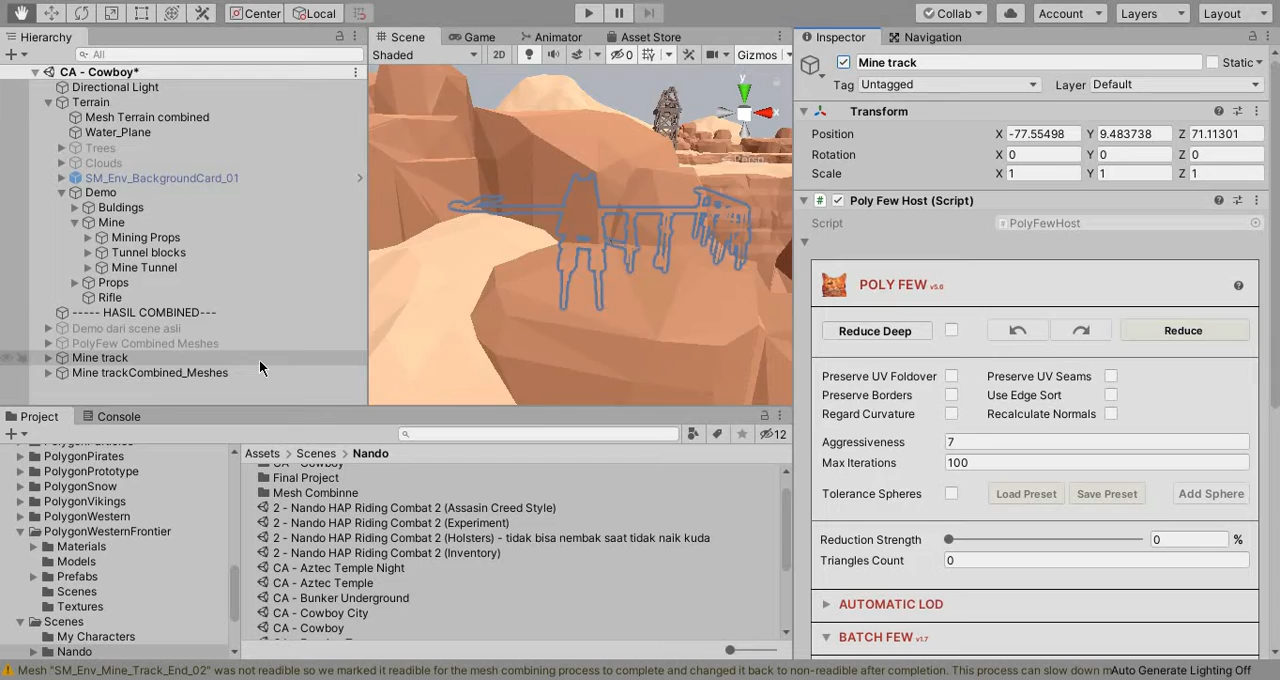 Center Local Collab Account Layers Layout
Hierarchy
All
CA - Cowboy*
Directional Light
Terrain
Mesh Terrain combined
Water_Plane
Trees
Clouds
SM_Env_BackgroundCard_01
Demo
Buldings
Mine
Mining Props
Tunnel blocks
Mine Tunnel
Props
Rifle
----- HASIL COMBINED---
Demo dari scene asli
PolyFew Combined Meshes
Mine track
Mine trackCombined_Meshes
Scene Game Animator Asset Store
Shaded 2D 0 Gizmos
y
x
Inspector Navigation
Mine track Static
Tag Untagged Layer Default
Transform
Position X -77.55498 Y 9.483738 Z 71.11301
Rotation X 0 Y 0 Z 0
Scale X 1 Y 1 Z 1
# Poly Few Host (Script)
Script PolyFewHost
POLY FEW v5.6
Reduce Deep Reduce
Preserve UV Foldover Preserve UV Seams
Preserve Borders Use Edge Sort
Regard Curvature Recalculate Normals
Aggressiveness 7
Max Iterations 100
Tolerance Spheres Load Preset Save Preset Add Sphere
Reduction Strength 0 %
Triangles Count 0
AUTOMATIC LOD
BATCH FEW v1.7
Project Console
12
PolygonPirates
PolygonPrototype
PolygonSnow
PolygonVikings
PolygonWestern
PolygonWesternFrontier
Materials
Models
Prefabs
Scenes
Textures
Scenes
My Characters
Nando
Assets Scenes Nando
CA - Cowboy
Final Project
Mesh Combinne
2 - Nando HAP Riding Combat 2 (Assasin Creed Style)
2 - Nando HAP Riding Combat 2 (Experiment)
2 - Nando HAP Riding Combat 2 (Holsters) - tidak bisa nembak saat tidak naik kuda
2 - Nando HAP Riding Combat 2 (Inventory)
CA - Aztec Temple Night
CA - Aztec Temple
CA - Bunker Underground
CA - Cowboy City
CA - Cowboy
Mesh "SM_Env_Mine_Track_End_02" was not readible so we marked it readible for the mesh combining process to complete and changed it back to non-readible after completion. This process can slow down m Auto Generate Lighting Off